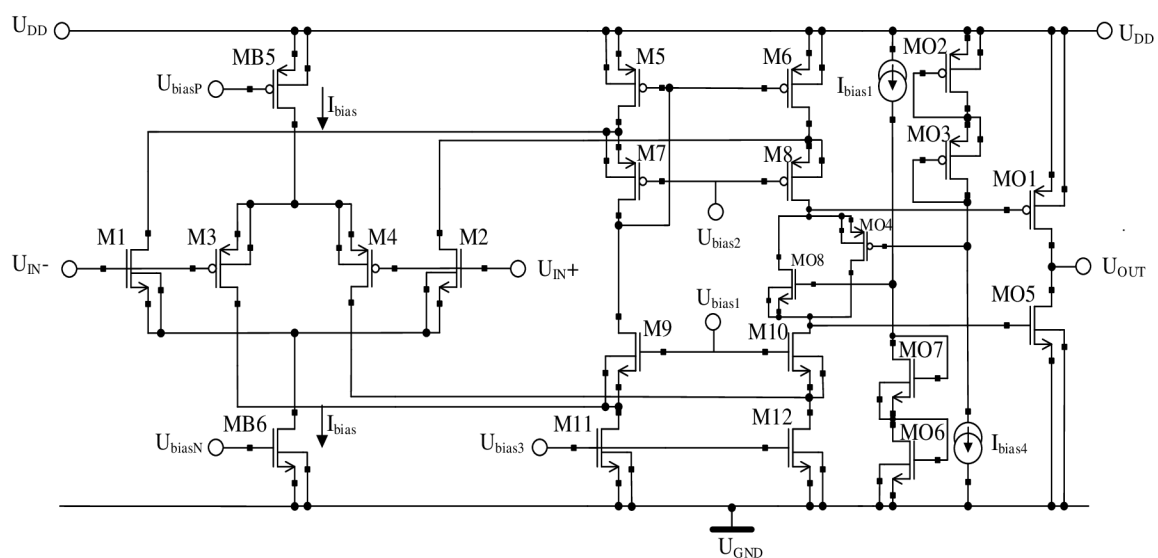 UDD
UDD
MB5
M5
M6
MO2
UbiasP
Ibias
Ibias1
MO3
M7
M8
MO1
M1
M3
M4
M2
Ubias2
MO4
UIN-
UIN+
MO8
UOUT
Ubias1
MO5
M9
M10
MO7
MB6
Ibias
M11
M12
MO6
UbiasN
Ubias3
Ibias4
UGND